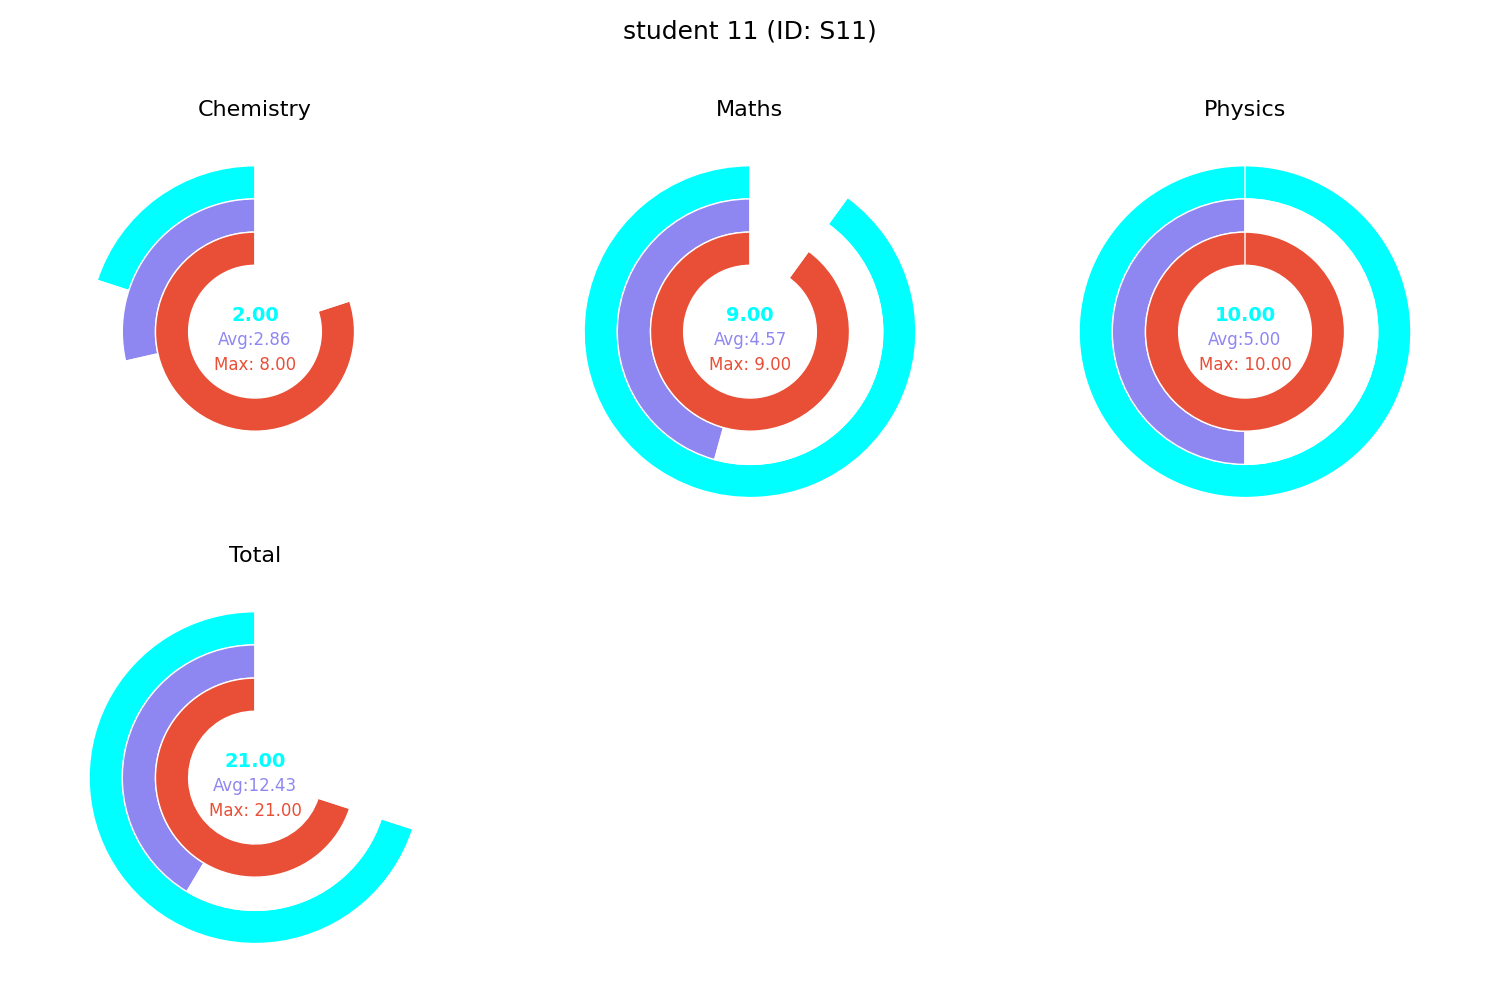 student 11 (ID: S11)
Chemistry
2.00
Avg:2.86
Max: 8.00
Maths
9.00
Avg:4.57
Max: 9.00
Physics
10.00
Avg:5.00
Max: 10.00
Total
21.00
Avg:12.43
Max: 21.00